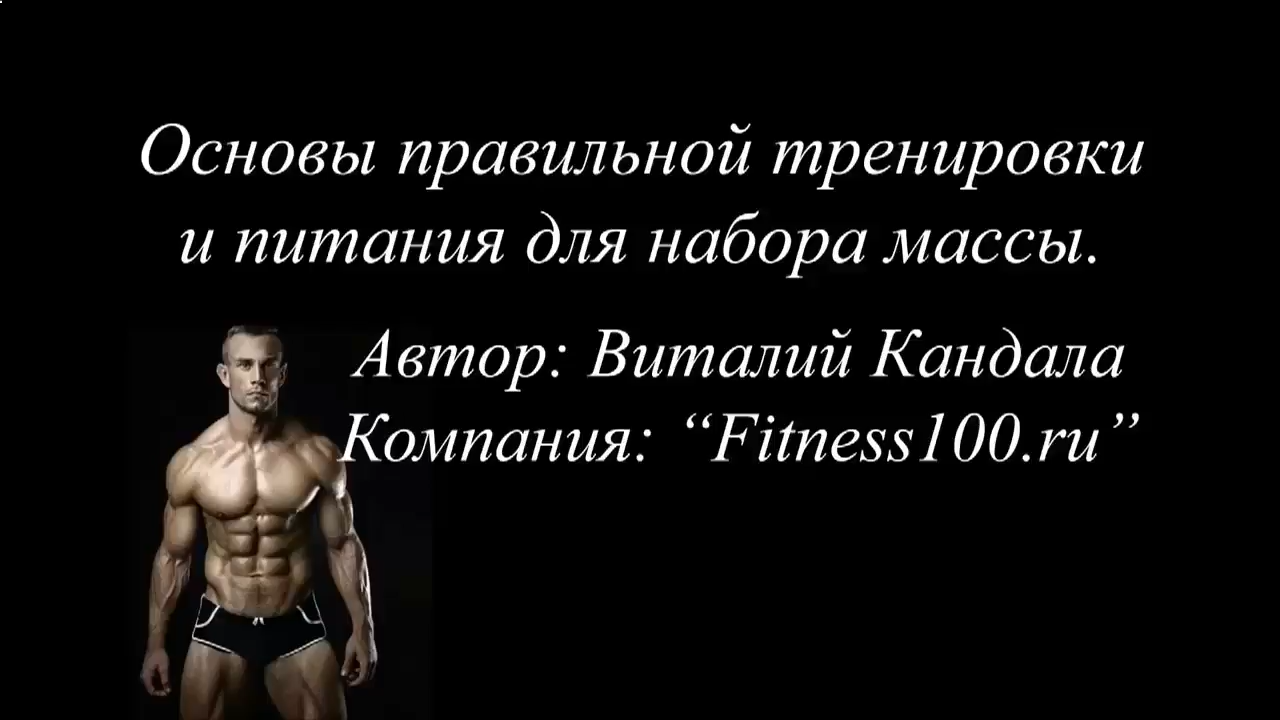 Основы правильной тренировки
и питания для набора массы.
Автор: Виталий Кандала
Компания: “Fitness100.ru”